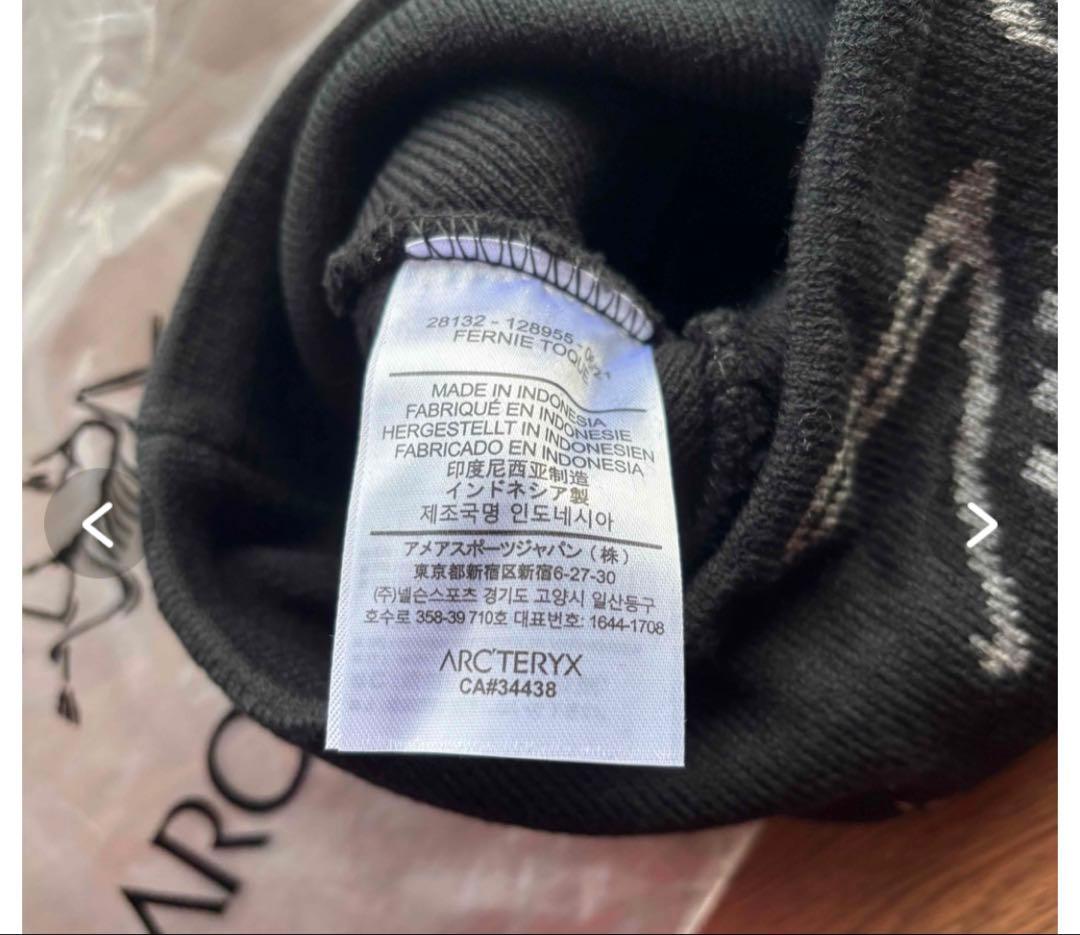 28132 - 128955 -
FERNIE TOQUE
MADE IN INDONESIA
FABRIQUÉ EN INDONESIE
HERGESTELLT IN INDONESIEN
FABRICADO EN INDONESIA
印度尼西亚制造
インドネシア製
제조국명 인도네시아
アメアスポーツジャパン（株）
東京都新宿区新宿6-27-30
(주)넬슨스포츠 경기도 고양시 일산동구
호수로 358-39 710호 대표번호: 1644-1708
ARC'TERYX
CA#34438
ARC